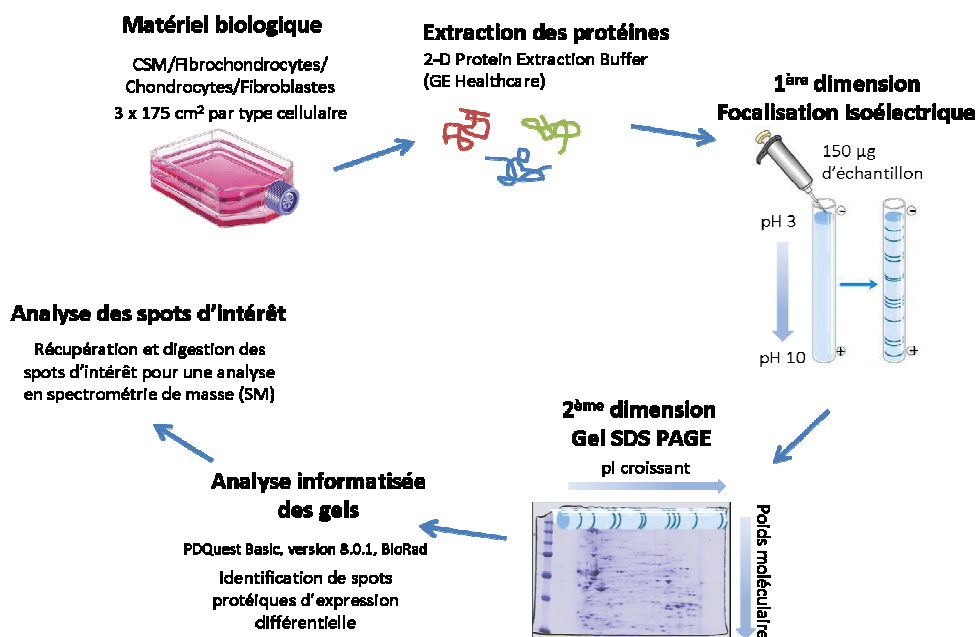 Matériel biologique
CSM/Fibrochondrocytes/
Chondrocytes/Fibroblastes
3 x 175 cm² par type cellulaire
Extraction des protéines
2-D Protein Extraction Buffer
(GE Healthcare)
1ère dimension
Focalisation Isoélectrique
150 µg
d'échantillon
pH 3
pH 10
2ème dimension
Gel SDS PAGE
pI croissant
Poids moléculaire
Analyse informatisée
des gels
PDQuest Basic, version 8.0.1, BioRad
Identification de spots
protéiques d'expression
différentielle
Analyse des spots d'intérêt
Récupération et digestion des
spots d'intérêt pour une analyse
en spectrométrie de masse (SM)